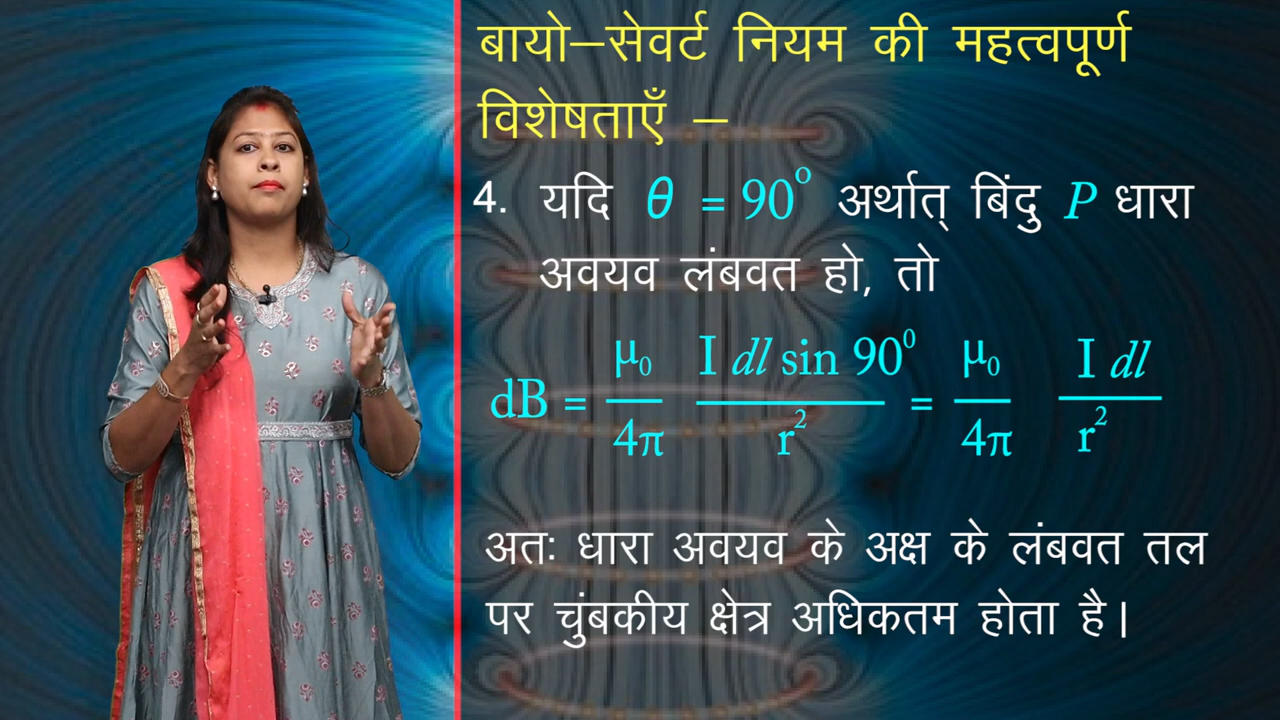 बायो–सेवर्ट नियम की महत्वपूर्ण
विशेषताएँ –
4. यदि θ = 90° अर्थात् बिंदु P धारा
अवयव लंबवत हो, तो
dB = μ₀/4π I dl sin 90⁰/r² = μ₀/4π I dl/r²
अतः धारा अवयव के अक्ष के लंबवत तल
पर चुंबकीय क्षेत्र अधिकतम होता है।